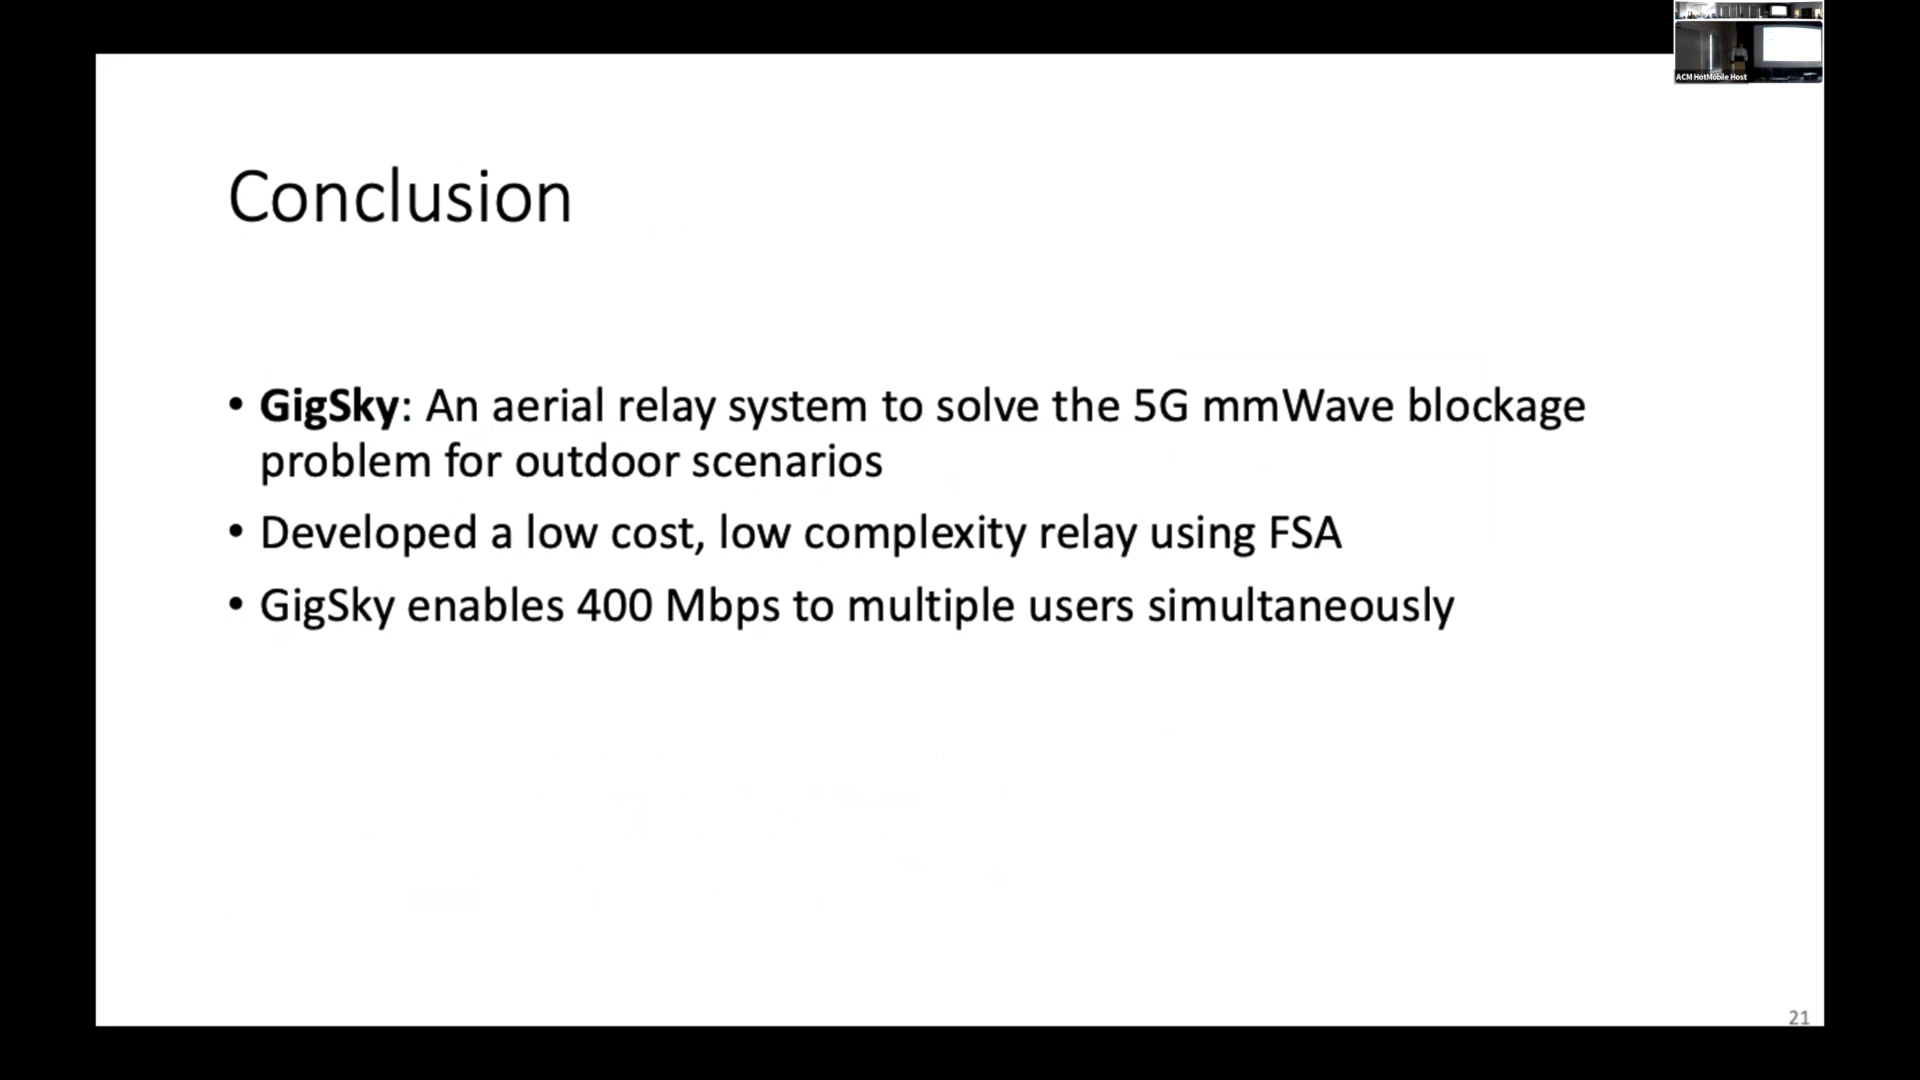 ACM HotMobile Host
Conclusion
• GigSky: An aerial relay system to solve the 5G mmWave blockage
problem for outdoor scenarios
• Developed a low cost, low complexity relay using FSA
• GigSky enables 400 Mbps to multiple users simultaneously
21